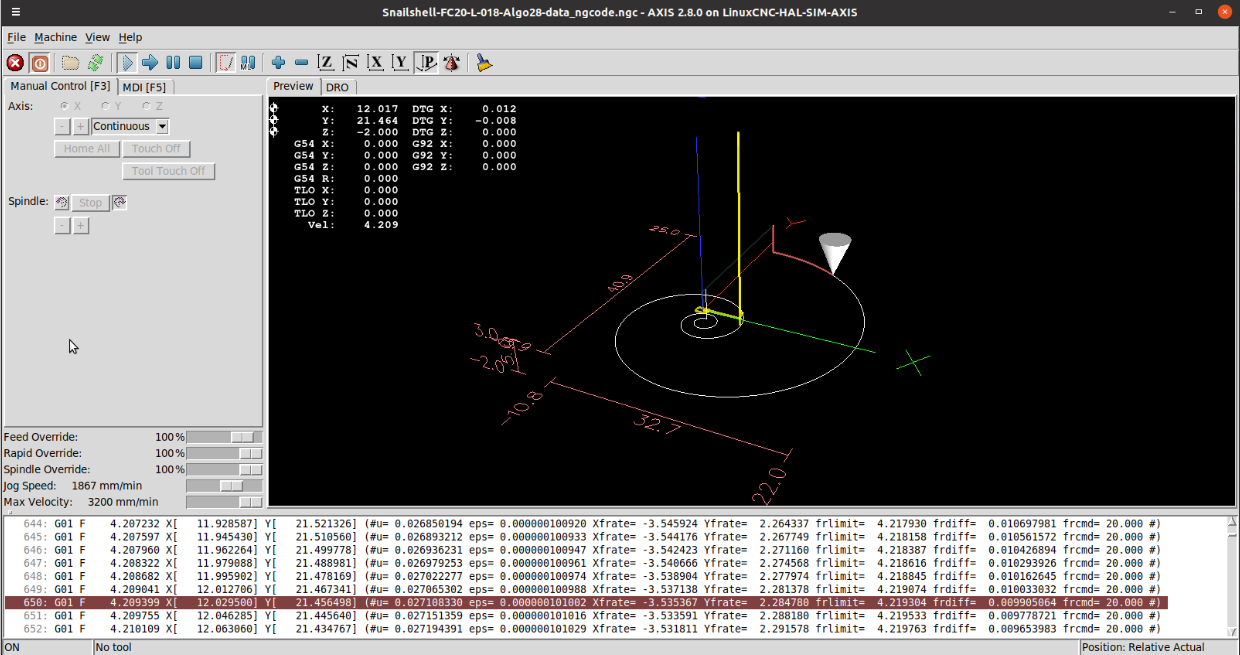 Snailshell-FC20-L-018-Algo28-data_ngcode.ngc - AXIS 2.8.0 on LinuxCNC-HAL-SIM-AXIS
File Machine View Help
Manual Control [F3] MDI [F5]
Preview DRO
Axis: X Y Z
- + Continuous
Home All Touch Off
Tool Touch Off
Spindle: Stop
- +
X: 12.017 DTG X: 0.012
Y: 21.464 DTG Y: -0.008
Z: -2.000 DTG Z: 0.000
G54 X: 0.000 G92 X: 0.000
G54 Y: 0.000 G92 Y: 0.000
G54 Z: 0.000 G92 Z: 0.000
G54 R: 0.000
TLO X: 0.000
TLO Y: 0.000
TLO Z: 0.000
Vel: 4.209
25.0
40.9
3.0
-2.0
-10.8
32.7
22.0
X
Y
Feed Override: 100 %
Rapid Override: 100 %
Spindle Override: 100 %
Jog Speed: 1867 mm/min
Max Velocity: 3200 mm/min
644: G01 F 4.207232 X[ 11.928587] Y[ 21.521326] (#u= 0.026850194 eps= 0.000000100920 Xfrate= -3.545924 Yfrate= 2.264337 frlimit= 4.217930 frdiff= 0.010697981 frcmd= 20.000 #)
645: G01 F 4.207597 X[ 11.945430] Y[ 21.510560] (#u= 0.026893212 eps= 0.000000100933 Xfrate= -3.544176 Yfrate= 2.267749 frlimit= 4.218158 frdiff= 0.010561572 frcmd= 20.000 #)
646: G01 F 4.207960 X[ 11.962264] Y[ 21.499778] (#u= 0.026936231 eps= 0.000000100947 Xfrate= -3.542423 Yfrate= 2.271160 frlimit= 4.218387 frdiff= 0.010426894 frcmd= 20.000 #)
647: G01 F 4.208322 X[ 11.979088] Y[ 21.488981] (#u= 0.026979253 eps= 0.000000100961 Xfrate= -3.540666 Yfrate= 2.274568 frlimit= 4.218616 frdiff= 0.010293926 frcmd= 20.000 #)
648: G01 F 4.208682 X[ 11.995902] Y[ 21.478169] (#u= 0.027022277 eps= 0.000000100974 Xfrate= -3.538904 Yfrate= 2.277974 frlimit= 4.218845 frdiff= 0.010162645 frcmd= 20.000 #)
649: G01 F 4.209041 X[ 12.012706] Y[ 21.467341] (#u= 0.027065302 eps= 0.000000100988 Xfrate= -3.537138 Yfrate= 2.281378 frlimit= 4.219074 frdiff= 0.010033032 frcmd= 20.000 #)
650: G01 F 4.209399 X[ 12.029500] Y[ 21.456498] (#u= 0.027108330 eps= 0.000000101002 Xfrate= -3.535367 Yfrate= 2.284780 frlimit= 4.219304 frdiff= 0.009905064 frcmd= 20.000 #)
651: G01 F 4.209755 X[ 12.046285] Y[ 21.445640] (#u= 0.027151359 eps= 0.000000101016 Xfrate= -3.533591 Yfrate= 2.288180 frlimit= 4.219533 frdiff= 0.009778721 frcmd= 20.000 #)
652: G01 F 4.210109 X[ 12.063060] Y[ 21.434767] (#u= 0.027194391 eps= 0.000000101029 Xfrate= -3.531811 Yfrate= 2.291578 frlimit= 4.219763 frdiff= 0.009653983 frcmd= 20.000 #)
ON No tool Position: Relative Actual